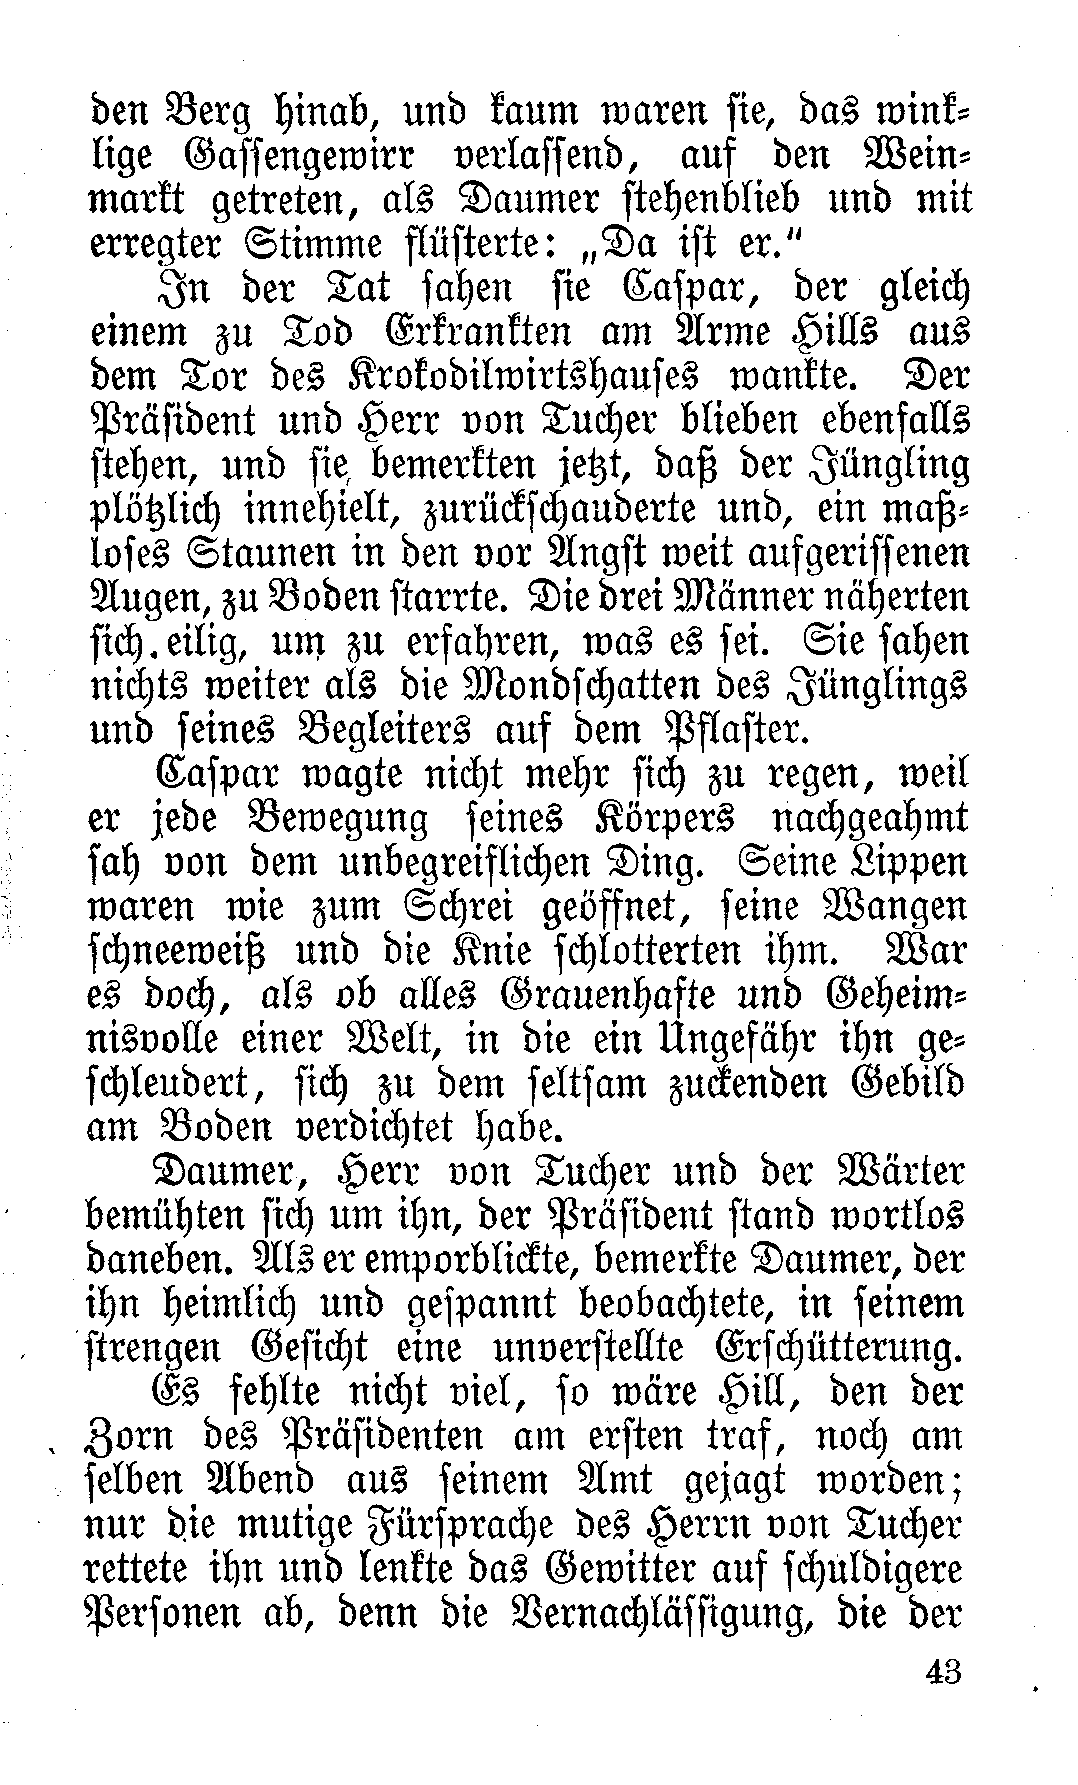 den Berg hinab, und kaum waren sie, das wink-
lige Gassengewirr verlassend, auf den Wein-
markt getreten, als Daumer stehenblieb und mit
erregter Stimme flüsterte: „Da ist er.“
In der Tat sahen sie Caspar, der gleich
einem zu Tod Erkrankten am Arme Hills aus
dem Tor des Krokodilwirtshauses wankte. Der
Präsident und Herr von Tucher blieben ebenfalls
stehen, und sie bemerkten jetzt, daß der Jüngling
plötzlich innehielt, zurückschauderte und, ein maß-
loses Staunen in den vor Angst weit aufgerissenen
Augen, zu Boden starrte. Die drei Männer näherten
sich eilig, um zu erfahren, was es sei. Sie sahen
nichts weiter als die Mondschatten des Jünglings
und seines Begleiters auf dem Pflaster.
Caspar wagte nicht mehr sich zu regen, weil
er jede Bewegung seines Körpers nachgeahmt
sah von dem unbegreiflichen Ding. Seine Lippen
waren wie zum Schrei geöffnet, seine Wangen
schneeweiß und die Knie schlotterten ihm. War
es doch, als ob alles Grauenhafte und Geheim-
nisvolle einer Welt, in die ein Ungefähr ihn ge-
schleudert, sich zu dem seltsam zuckenden Gebild
am Boden verdichtet habe.
Daumer, Herr von Tucher und der Wärter
bemühten sich um ihn, der Präsident stand wortlos
daneben. Als er emporblickte, bemerkte Daumer, der
ihn heimlich und gespannt beobachtete, in seinem
strengen Gesicht eine unverstellte Erschütterung.
Es fehlte nicht viel, so wäre Hill, den der
Zorn des Präsidenten am ersten traf, noch am
selben Abend aus seinem Amt gejagt worden;
nur die mutige Fürsprache des Herrn von Tucher
rettete ihn und lenkte das Gewitter auf schuldigere
Personen ab, denn die Vernachlässigung, die der
43